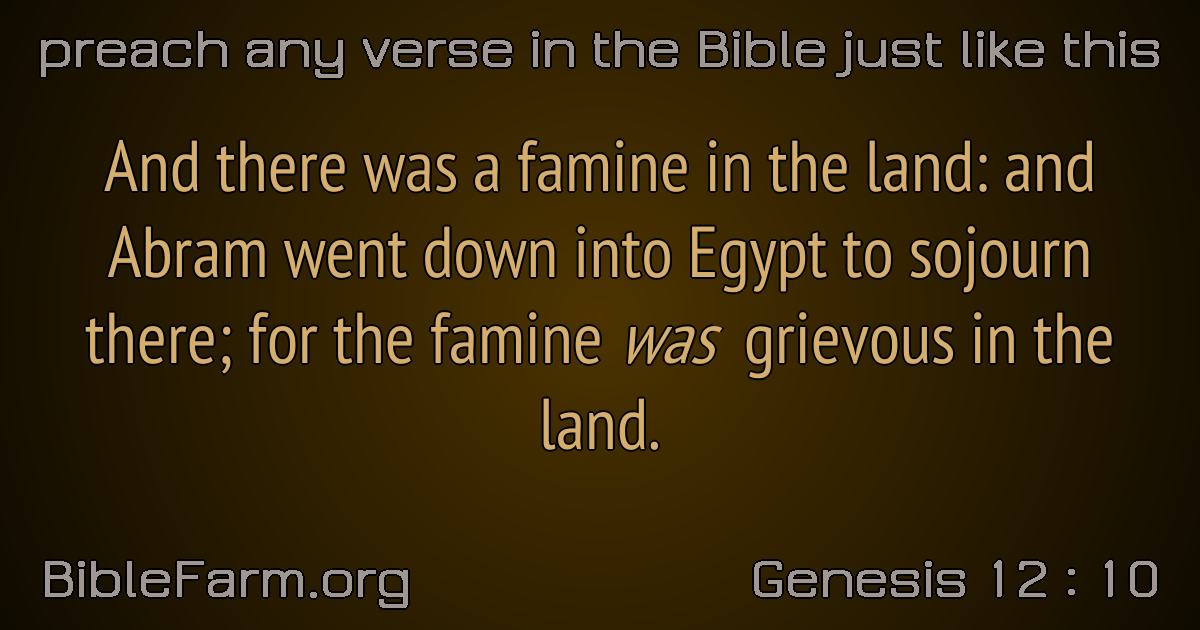 preach any verse in the Bible just like this
And there was a famine in the land: and
Abram went down into Egypt to sojourn
there; for the famine was grievous in the
land.
BibleFarm.org
Genesis 12 : 10